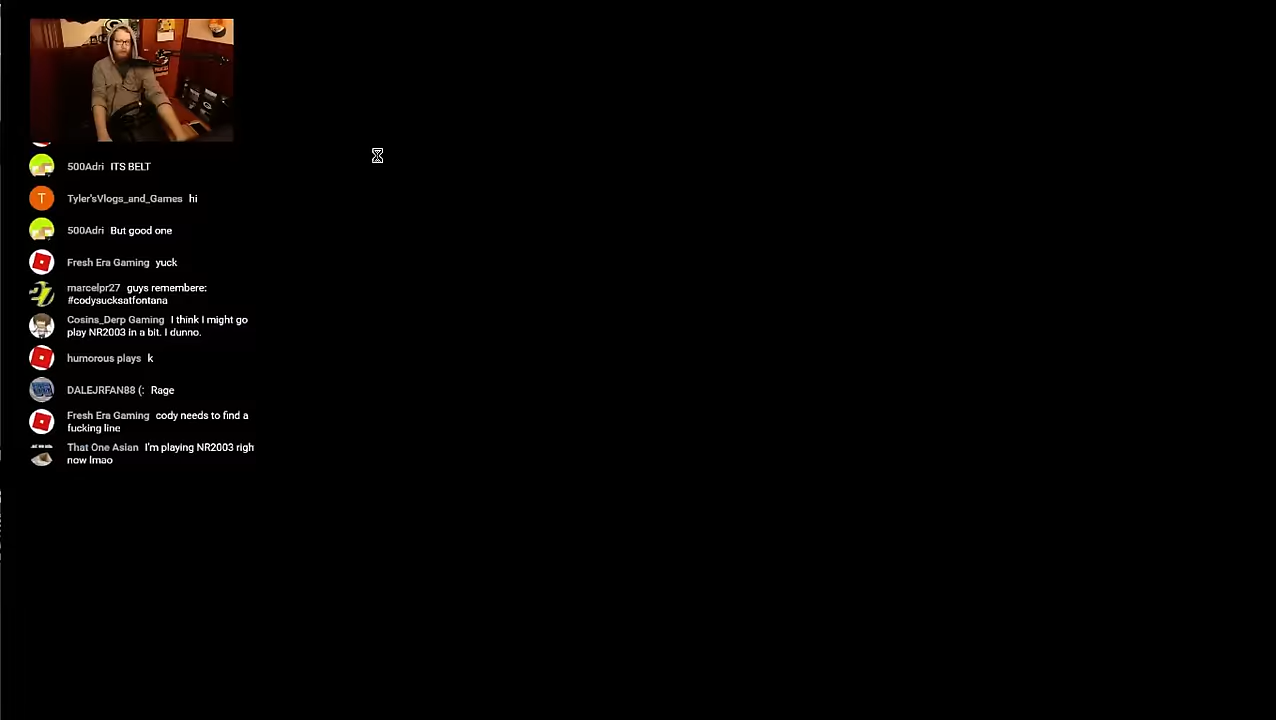 500Adri ITS BELT
T Tyler'sVlogs_and_Games hi
500Adri But good one
Fresh Era Gaming yuck
marcelpr27 guys remembere:
#codysucksatfontana
Cosins_Derp Gaming I think I might go
play NR2003 in a bit. I dunno.
humorous plays k
DALEJRFAN88 (: Rage
Fresh Era Gaming cody needs to find a
fucking line
That One Asian I'm playing NR2003 righ
now lmao